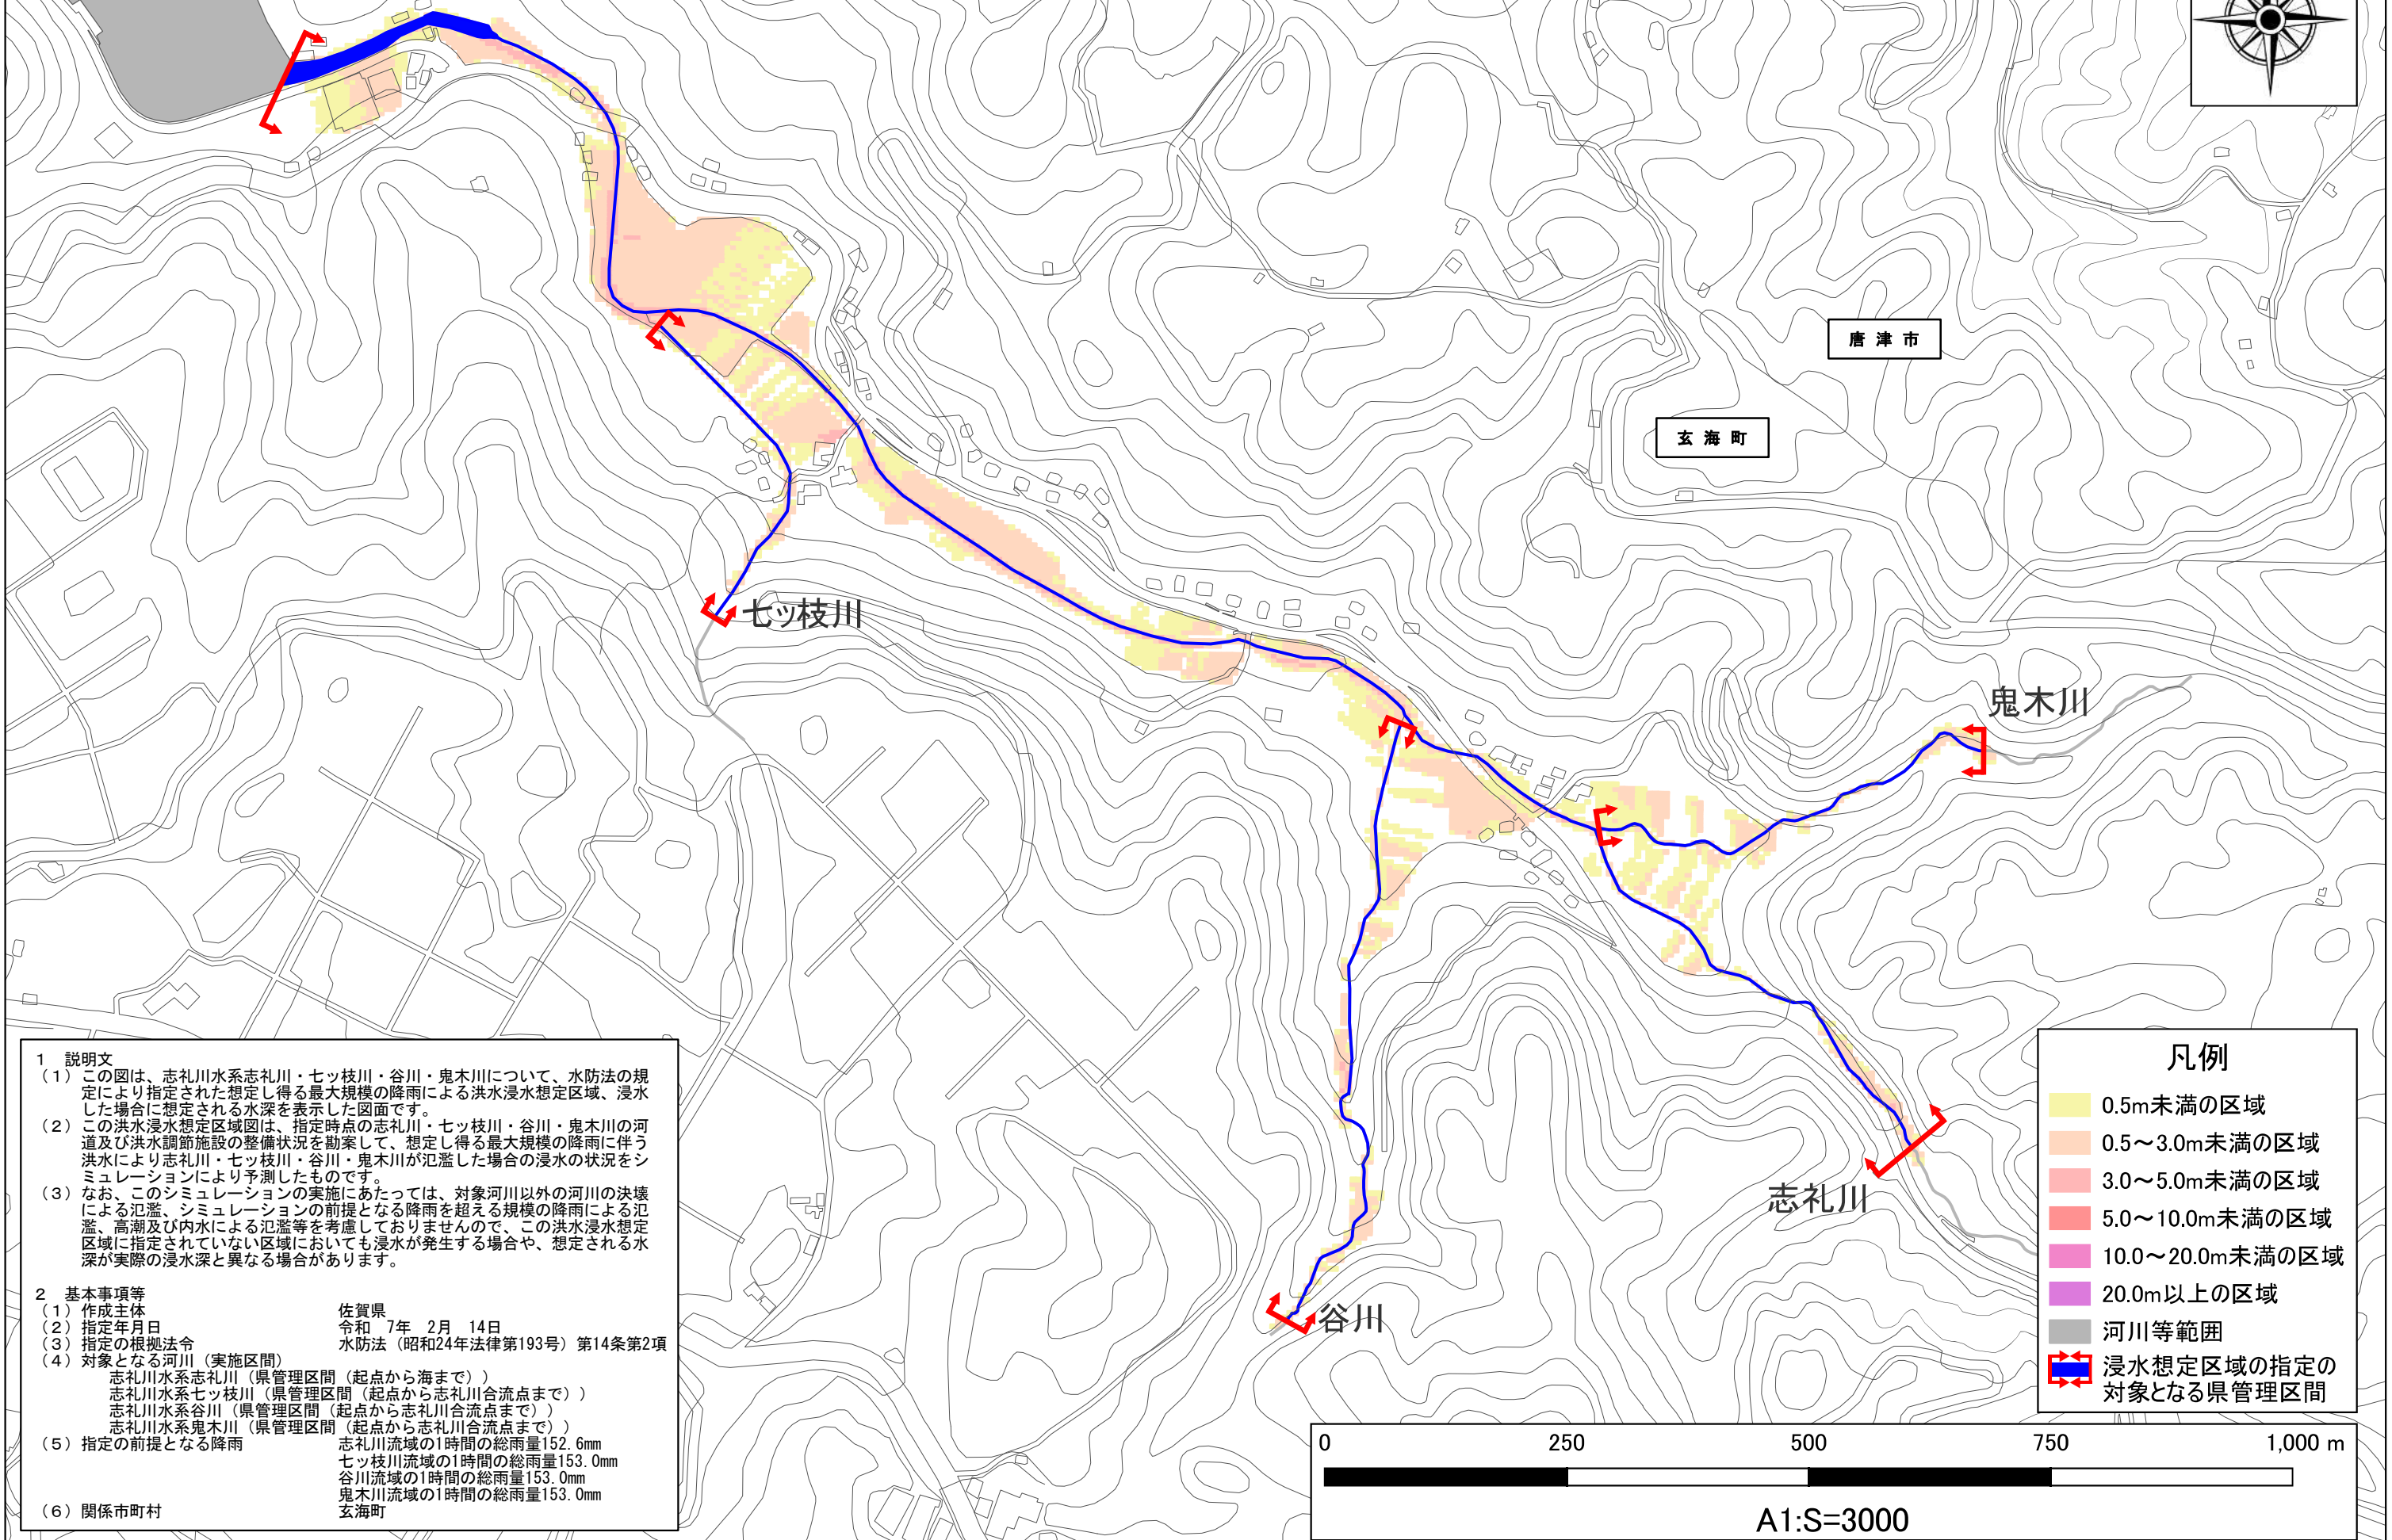 唐津市
玄海町
七ッ枝川
鬼木川
志礼川
谷川
1 説明文
(1) この図は、志礼川水系志礼川・七ッ枝川・谷川・鬼木川について、水防法の規
定により指定された想定し得る最大規模の降雨による洪水浸水想定区域、浸水
した場合に想定される水深を表示した図面です。
(2) この洪水浸水想定区域図は、指定時点の志礼川・七ッ枝川・谷川・鬼木川の河
道及び洪水調節施設の整備状況を勘案して、想定し得る最大規模の降雨に伴う
洪水により志礼川・七ッ枝川・谷川・鬼木川が氾濫した場合の浸水の状況をシ
ミュレーションにより予測したものです。
(3) なお、このシミュレーションの実施にあたっては、対象河川以外の河川の決壊
による氾濫、シミュレーションの前提となる降雨を超える規模の降雨による氾
濫、高潮及び内水による氾濫等を考慮しておりませんので、この洪水浸水想定
区域に指定されていない区域においても浸水が発生する場合や、想定される水
深が実際の浸水深と異なる場合があります。
2 基本事項等
(1) 作成主体 佐賀県
(2) 指定年月日 令和 7年 2月 14日
(3) 指定の根拠法令 水防法(昭和24年法律第193号)第14条第2項
(4) 対象となる河川(実施区間)
志礼川水系志礼川(県管理区間(起点から海まで))
志礼川水系七ッ枝川(県管理区間(起点から志礼川合流点まで))
志礼川水系谷川(県管理区間(起点から志礼川合流点まで))
志礼川水系鬼木川(県管理区間(起点から志礼川合流点まで))
(5) 指定の前提となる降雨 志礼川流域の1時間の総雨量152.6mm
七ッ枝川流域の1時間の総雨量153.0mm
谷川流域の1時間の総雨量153.0mm
鬼木川流域の1時間の総雨量153.0mm
(6) 関係市町村 玄海町
凡例
0.5m未満の区域
0.5～3.0m未満の区域
3.0～5.0m未満の区域
5.0～10.0m未満の区域
10.0～20.0m未満の区域
20.0m以上の区域
河川等範囲
浸水想定区域の指定の
対象となる県管理区間
0 250 500 750 1,000 m
A1:S=3000